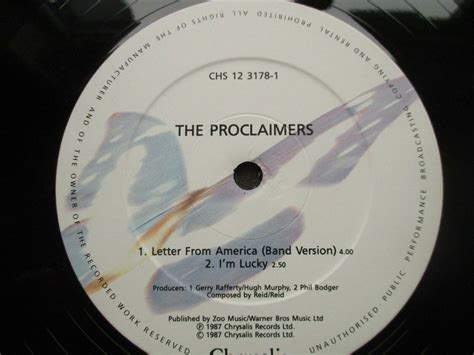 CHS 12 3178-1
THE PROCLAIMERS
1. Letter From America (Band Version) 4.00
2. I'm Lucky 2.50
Producers: 1 Gerry Rafferty/Hugh Murphy, 2 Phil Bodger
Composed by Reid/Reid
Published by Zoo Music/Warner Bros Music Ltd
Ⓟ 1987 Chrysalis Records Ltd.
© 1987 Chrysalis Records Ltd.
Chrysalis
ALL RIGHTS OF THE MANUFACTURER AND OF THE OWNER OF THE RECORDED WORK RESERVED
UNAUTHORISED PUBLIC PERFORMANCE BROADCASTING COPYING AND RENTAL PROHIBITED